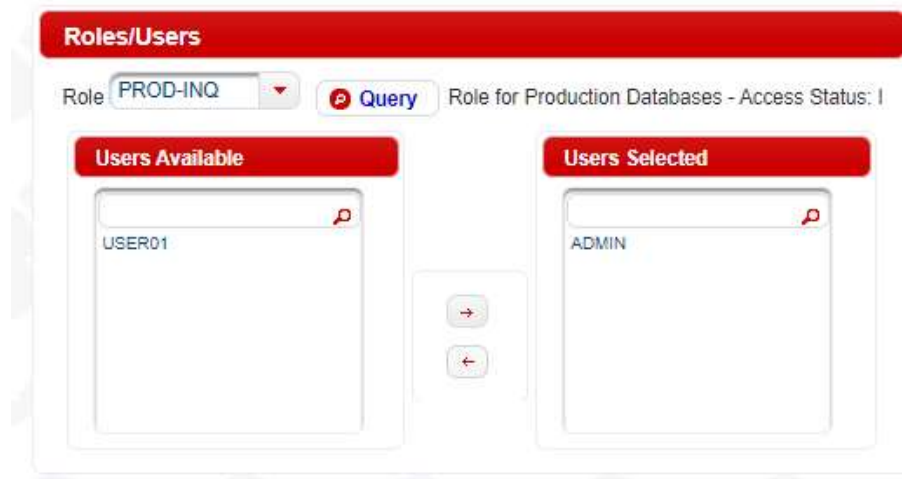 Roles/Users
Role PROD-INQ Query Role for Production Databases - Access Status: I
Users Available Users Selected
USER01 ADMIN